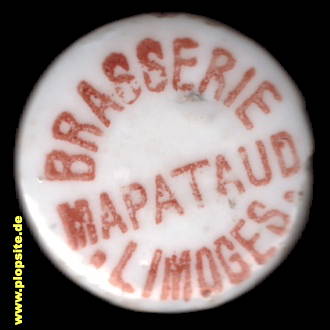 BRASSERIE
MAPATAUD
. LIMOGES.
www.plopsite.de